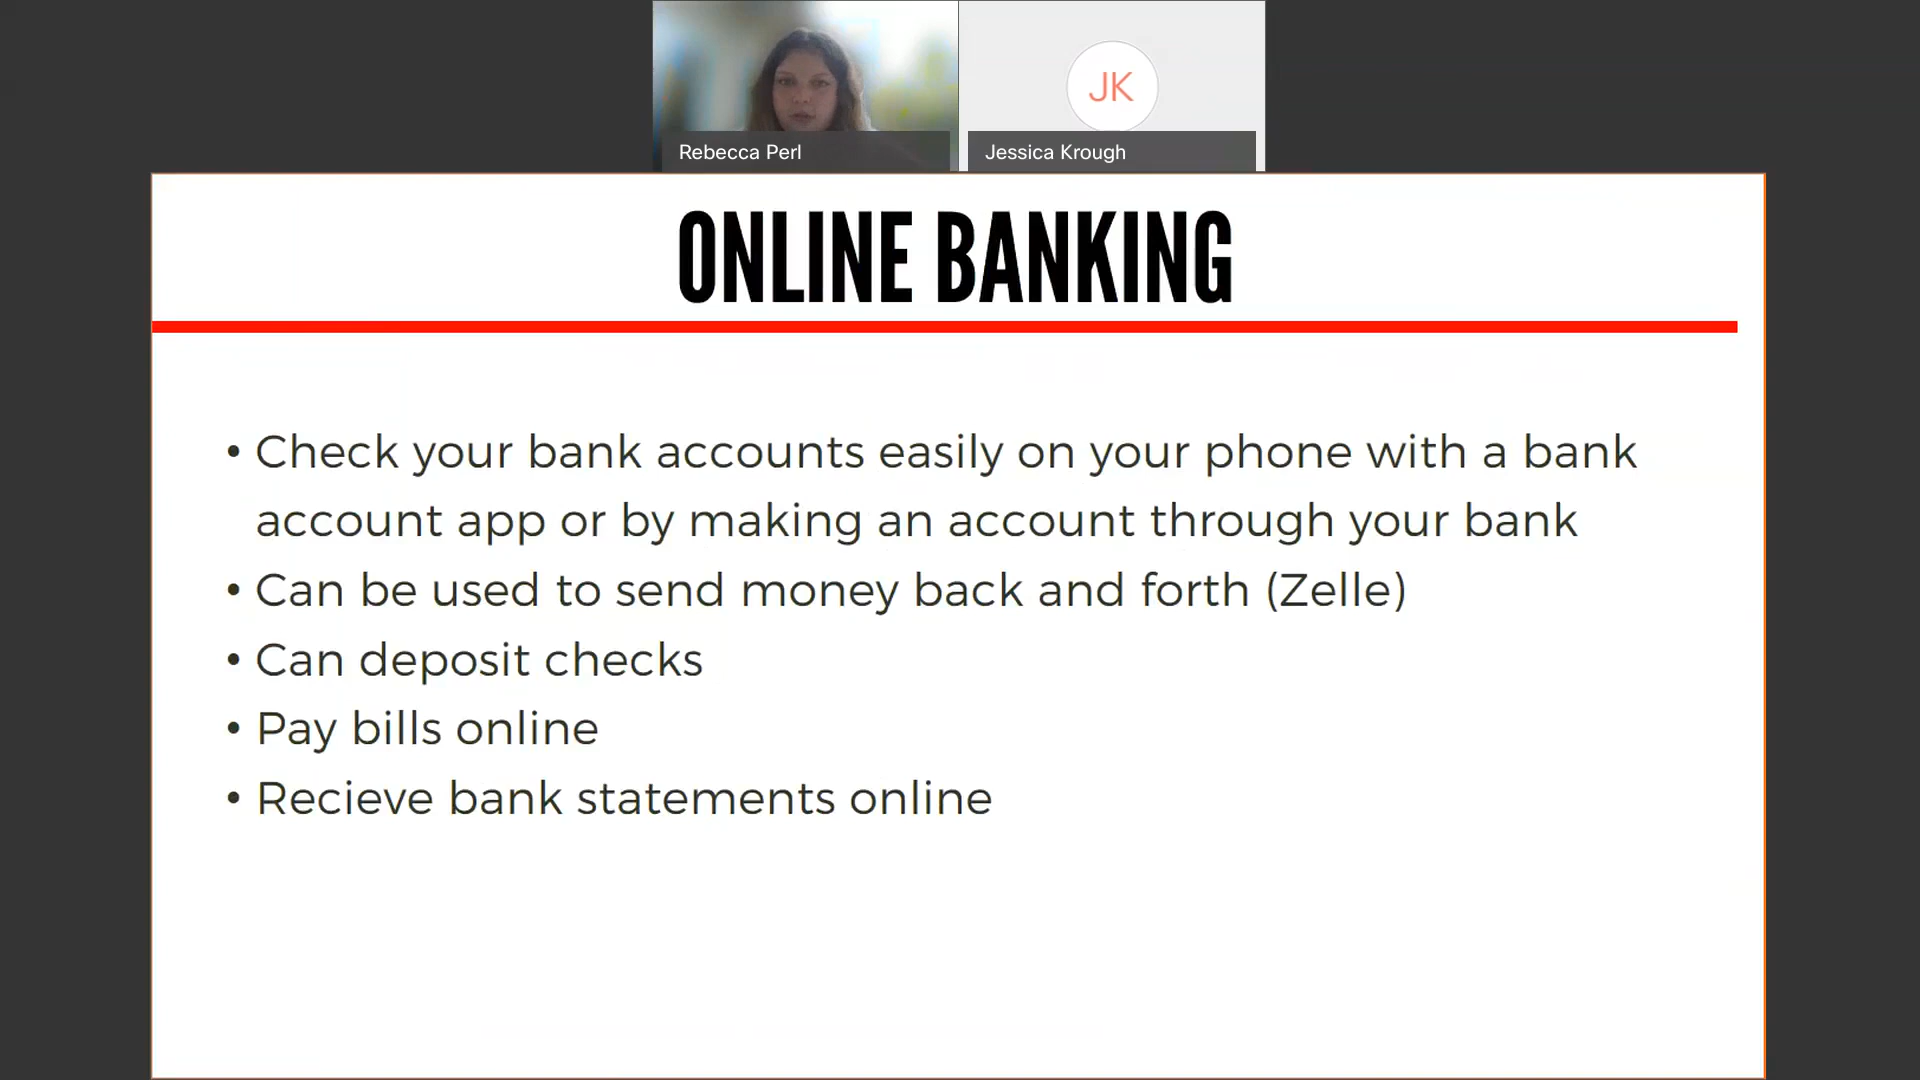 JK
Rebecca Perl
Jessica Krough
ONLINE BANKING
• Check your bank accounts easily on your phone with a bank
account app or by making an account through your bank
• Can be used to send money back and forth (Zelle)
• Can deposit checks
• Pay bills online
• Recieve bank statements online